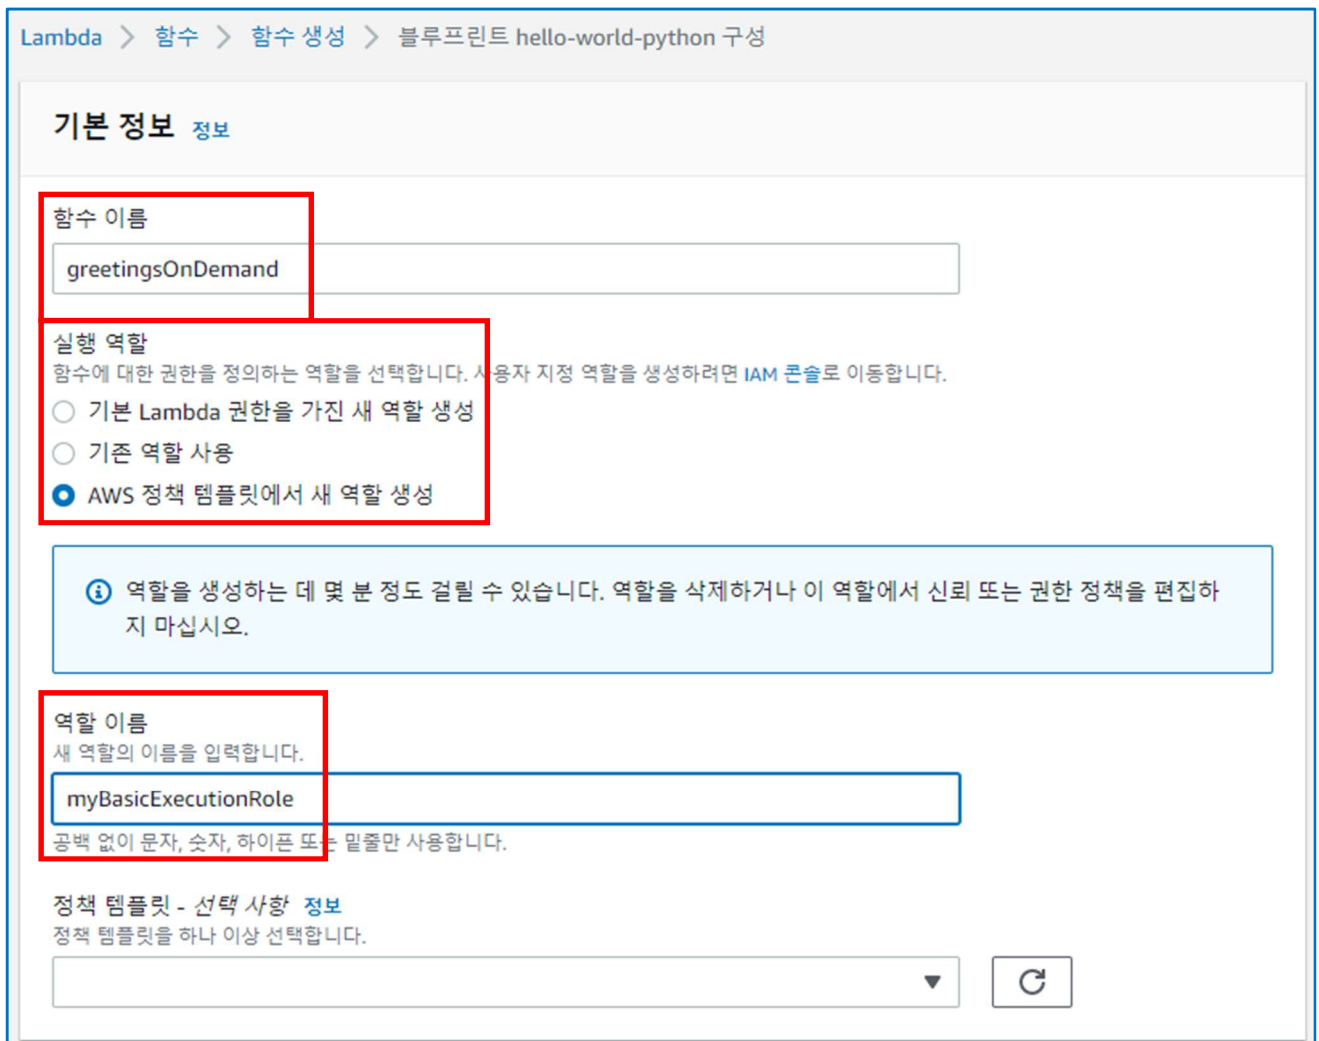 Lambda > 함수 > 함수 생성 > 블루프린트 hello-world-python 구성
기본 정보 정보
함수 이름
greetingsOnDemand
실행 역할
함수에 대한 권한을 정의하는 역할을 선택합니다. 사용자 지정 역할을 생성하려면 IAM 콘솔로 이동합니다.
기본 Lambda 권한을 가진 새 역할 생성
기존 역할 사용
AWS 정책 템플릿에서 새 역할 생성
역할을 생성하는 데 몇 분 정도 걸릴 수 있습니다. 역할을 삭제하거나 이 역할에서 신뢰 또는 권한 정책을 편집하
지 마십시오.
역할 이름
새 역할의 이름을 입력합니다.
myBasicExecutionRole
공백 없이 문자, 숫자, 하이픈 또는 밑줄만 사용합니다.
정책 템플릿 - 선택 사항 정보
정책 템플릿을 하나 이상 선택합니다.